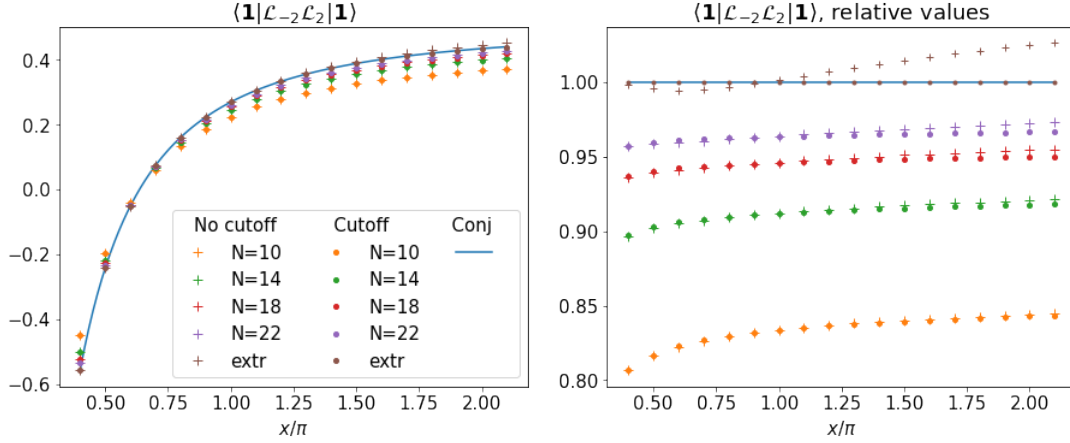 ⟨1|ℒ₋₂ℒ₂|1⟩
0.4
0.2
0.0
−0.2
−0.4
−0.6
No cutoff Cutoff Conj
N=10 N=10
N=14 N=14
N=18 N=18
N=22 N=22
extr extr
0.50 0.75 1.00 1.25 1.50 1.75 2.00
x/π
⟨1|ℒ₋₂ℒ₂|1⟩, relative values
1.00
0.95
0.90
0.85
0.80
0.50 0.75 1.00 1.25 1.50 1.75 2.00
x/π